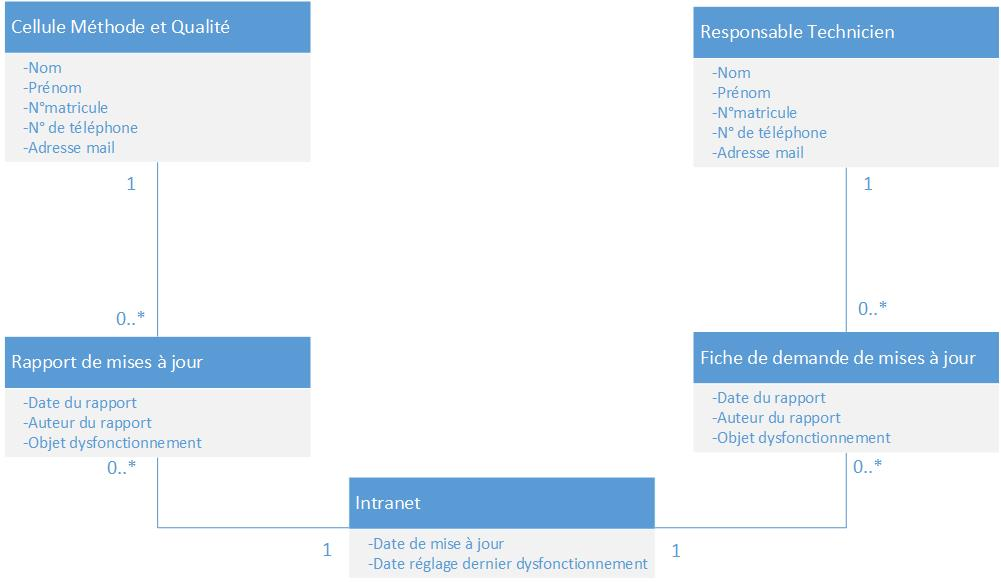 Cellule Méthode et Qualité
-Nom
-Prénom
-N°matricule
-N° de téléphone
-Adresse mail
1
0..*
Responsable Technicien
-Nom
-Prénom
-N°matricule
-N° de téléphone
-Adresse mail
1
0..*
Rapport de mises à jour
-Date du rapport
-Auteur du rapport
-Objet dysfonctionnement
0..*
Fiche de demande de mises à jour
-Date du rapport
-Auteur du rapport
-Objet dysfonctionnement
0..*
Intranet
-Date de mise à jour
-Date réglage dernier dysfonctionnement
1
1